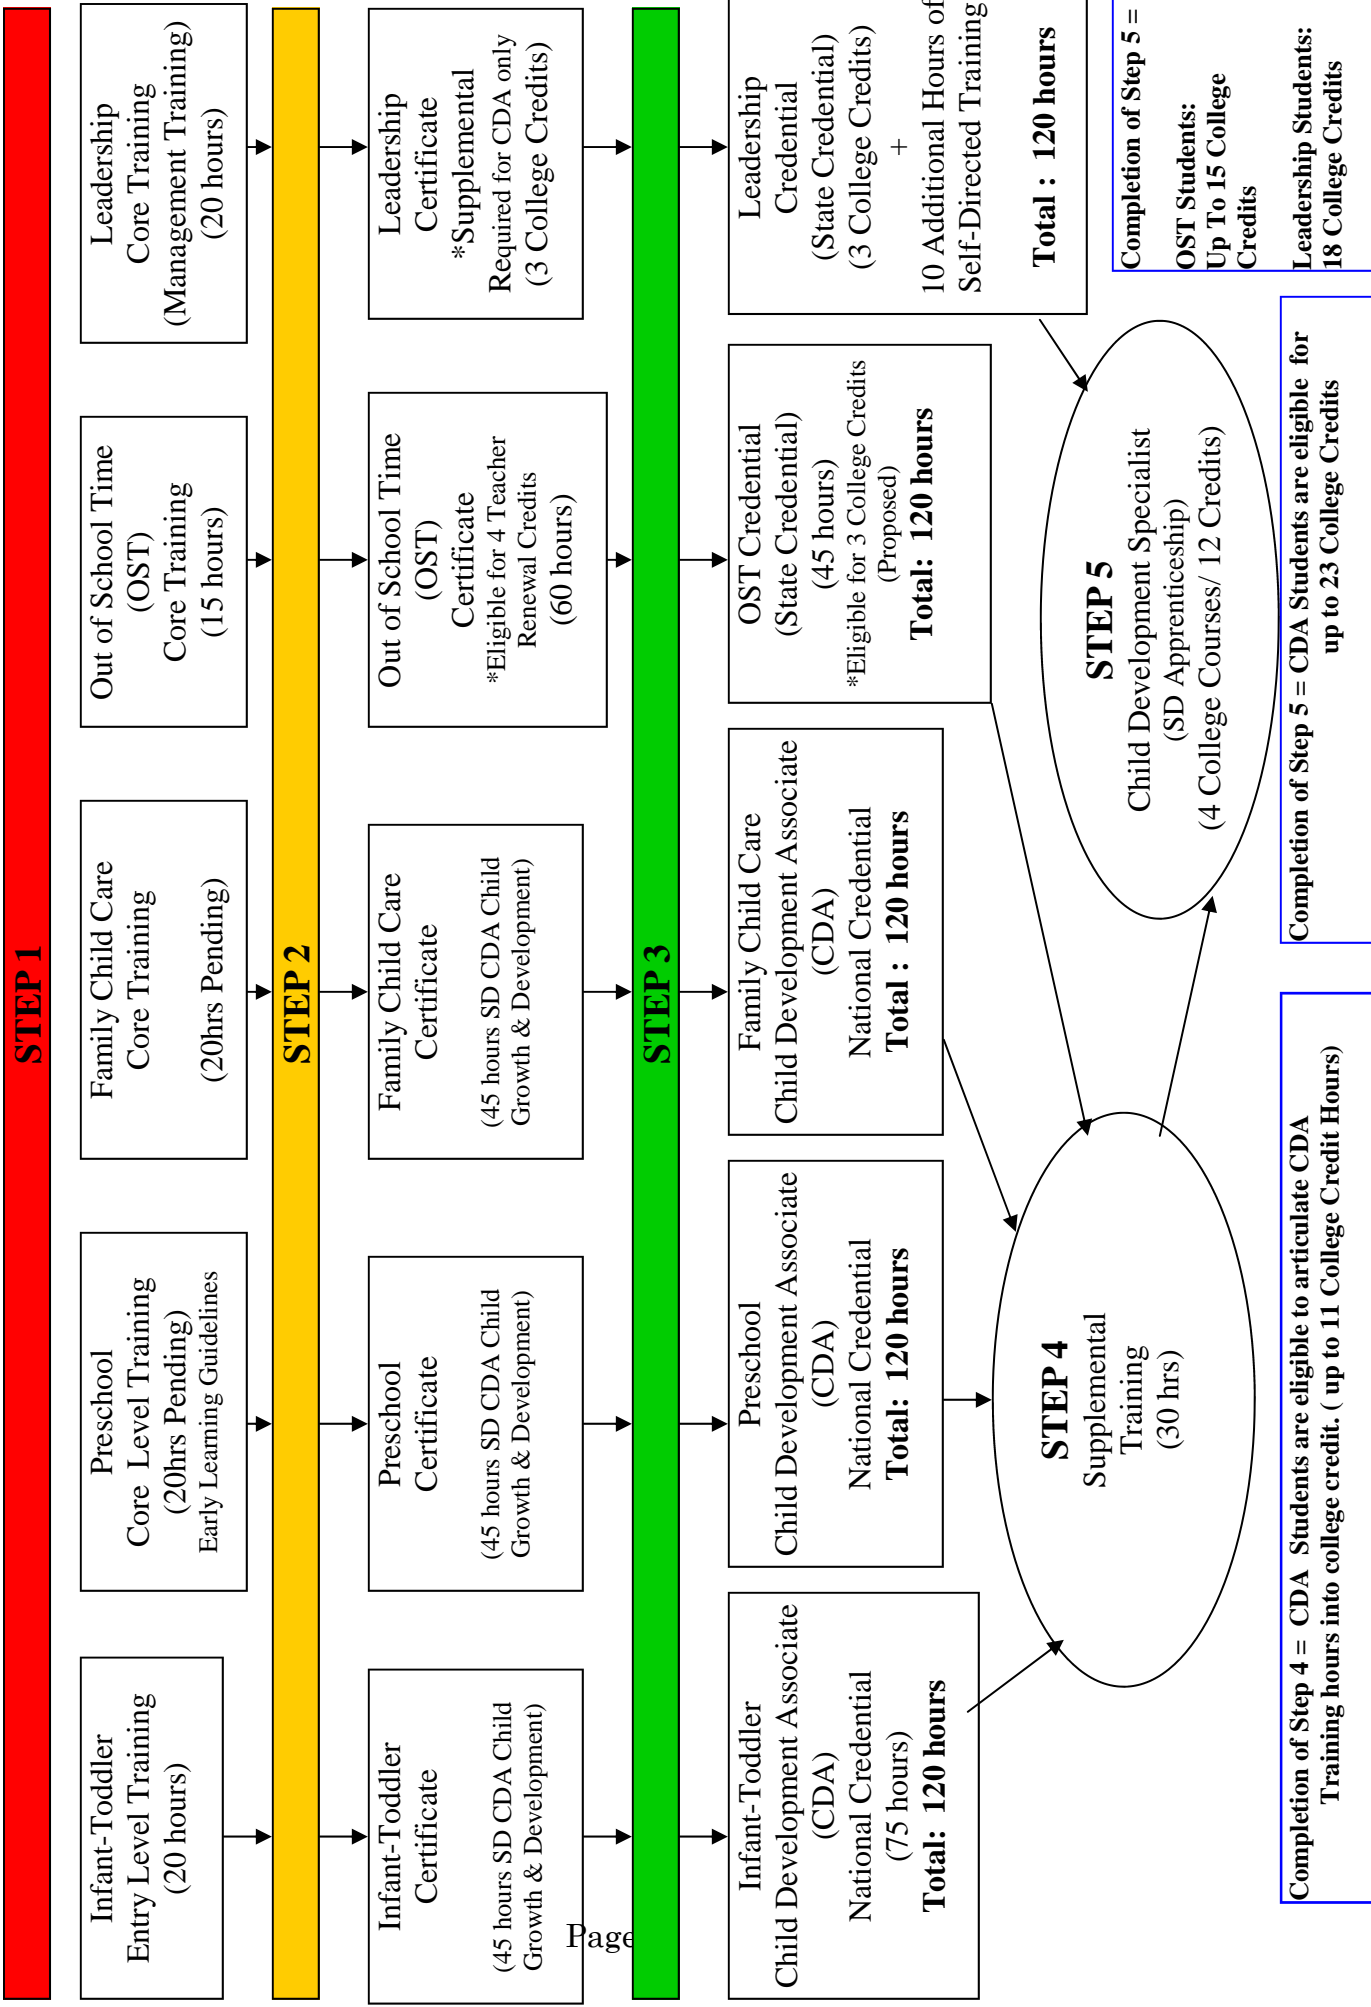 STEP 1
Infant-Toddler
Entry Level Training
(20 hours)
Preschool
Core Level Training
(20hrs Pending)
Early Learning Guidelines
Family Child Care
Core Training
(20hrs Pending)
Out of School Time
(OST)
Core Training
(15 hours)
Leadership
Core Training
(Management Training)
(20 hours)
STEP 2
Infant-Toddler
Certificate
(45 hours SD CDA Child
Growth & Development)
Preschool
Certificate
(45 hours SD CDA Child
Growth & Development)
Family Child Care
Certificate
(45 hours SD CDA Child
Growth & Development)
Out of School Time
(OST)
Certificate
*Eligible for 4 Teacher
Renewal Credits
(60 hours)
Leadership
Certificate
*Supplemental
Required for CDA only
(3 College Credits)
STEP 3
Infant-Toddler
Child Development Associate
(CDA)
National Credential
(75 hours)
Total: 120 hours
Preschool
Child Development Associate
(CDA)
National Credential
Total: 120 hours
Family Child Care
Child Development Associate
(CDA)
National Credential
Total : 120 hours
OST Credential
(State Credential)
(45 hours)
*Eligible for 3 College Credits
(Proposed)
Total: 120 hours
Leadership
Credential
(State Credential)
(3 College Credits)
+
10 Additional Hours of
Self-Directed Training
Total : 120 hours
STEP 4
Supplemental
Training
(30 hrs)
STEP 5
Child Development Specialist
(SD Apprenticeship)
(4 College Courses/ 12 Credits)
Completion of Step 5 =
OST Students:
Up To 15 College
Credits
Leadership Students:
18 College Credits
Completion of Step 4 = CDA Students are eligible to articulate CDA
Training hours into college credit. ( up to 11 College Credit Hours)
Completion of Step 5 = CDA Students are eligible for
up to 23 College Credits
Page